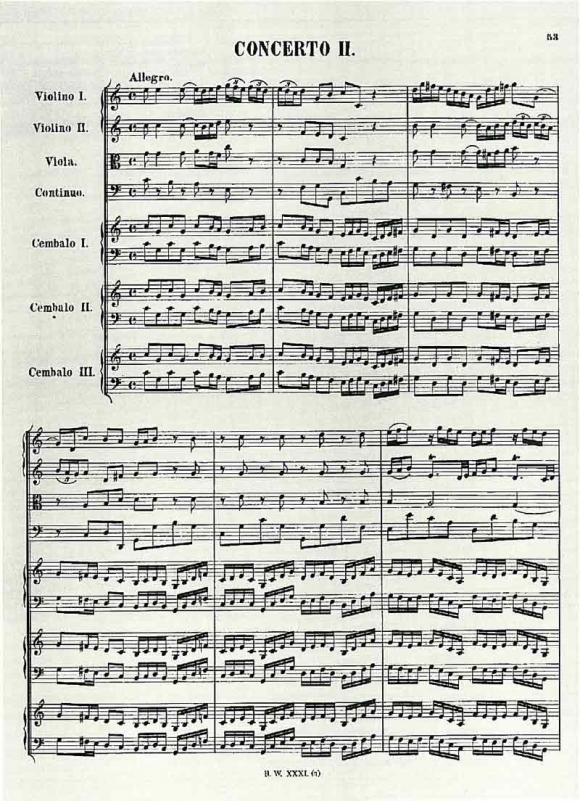 53
CONCERTO II.
Allegro.
Violino I.
Violino II.
Viola.
Continuo.
Cembalo I.
Cembalo II.
Cembalo III.
B. W. XXXI. (3)